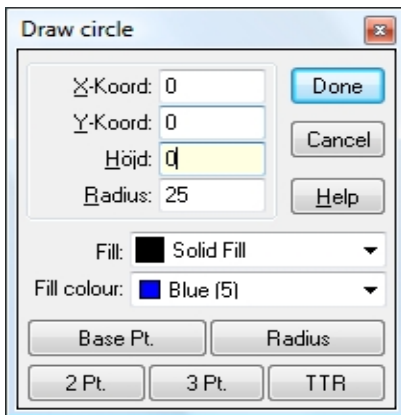 Draw circle
X-Koord: 0
Done
Y-Koord: 0
Cancel
Höjd: 0
Radius: 25
Help
Fill: Solid Fill
Fill colour: Blue (5)
Base Pt. Radius
2 Pt. 3 Pt. TTR